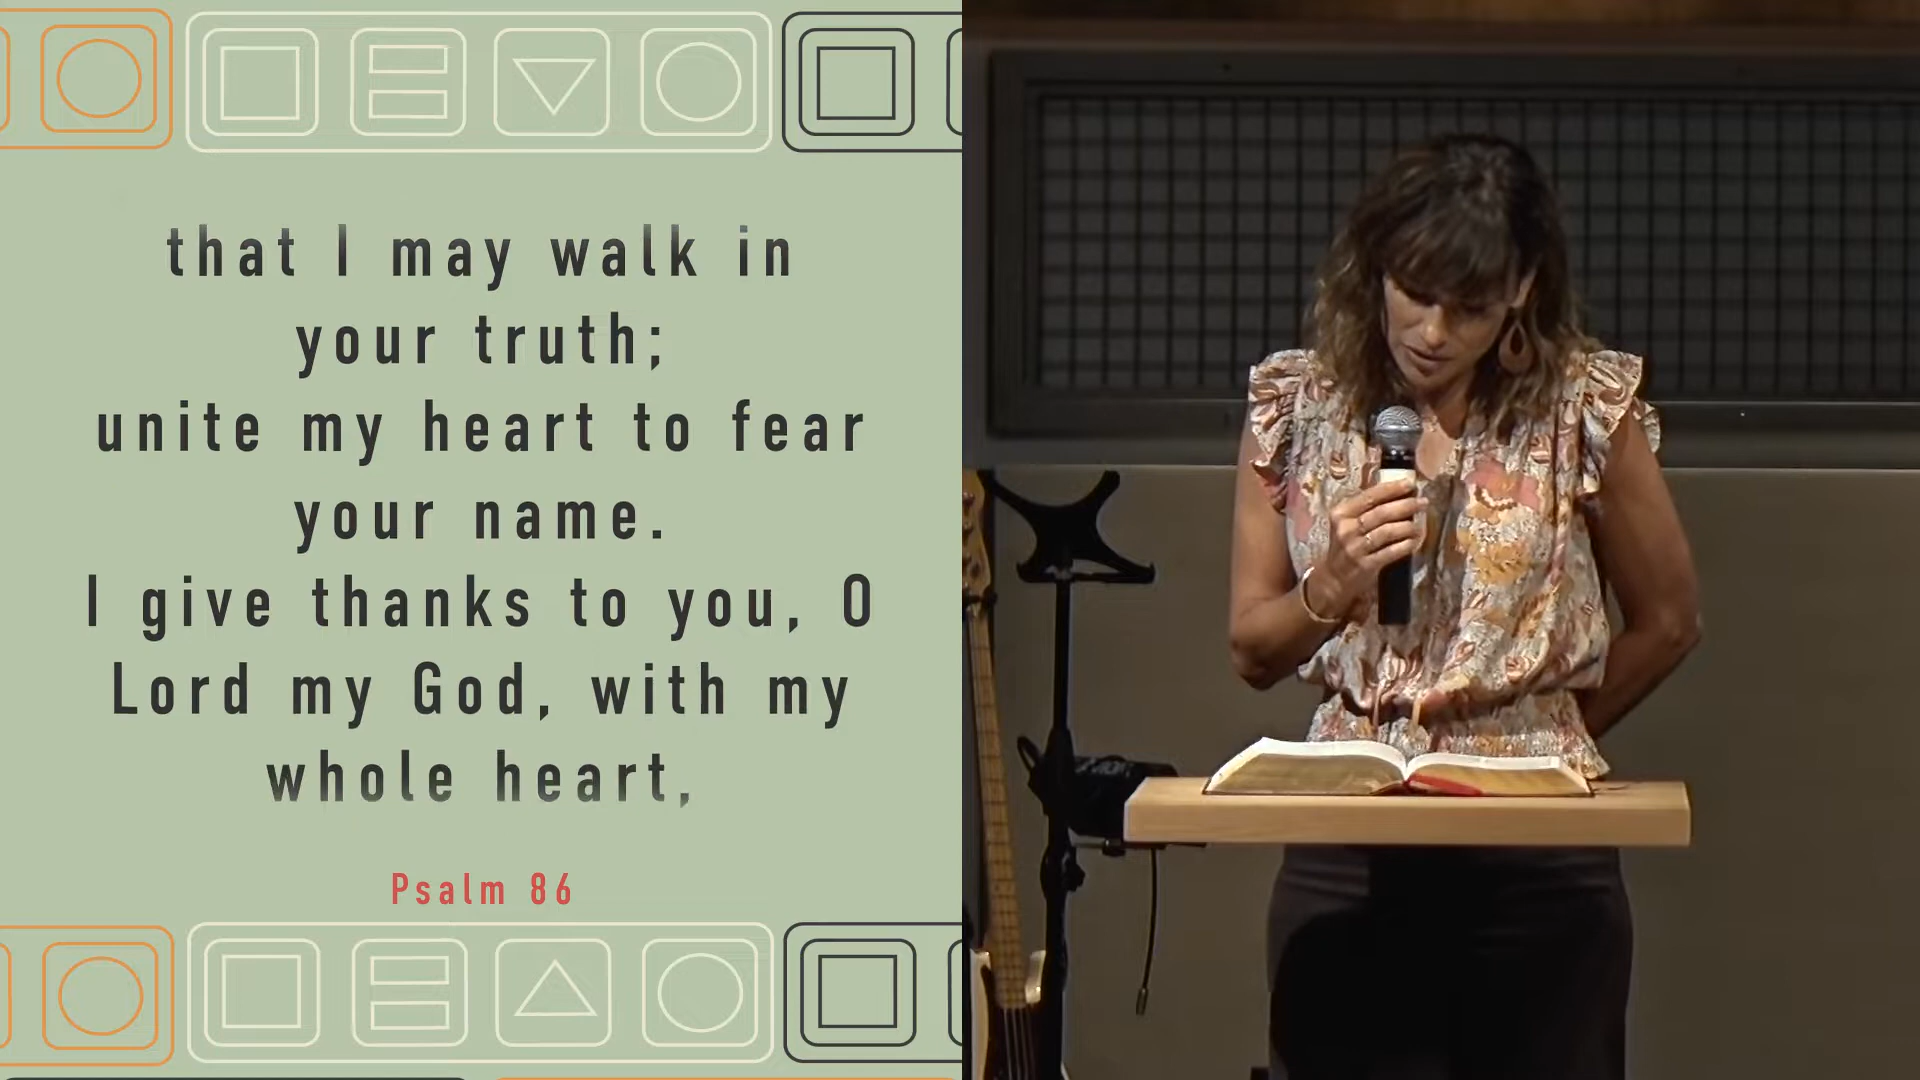 that I may walk in
your truth;
unite my heart to fear
your name.
I give thanks to you, O
Lord my God, with my
whole heart,
Psalm 86